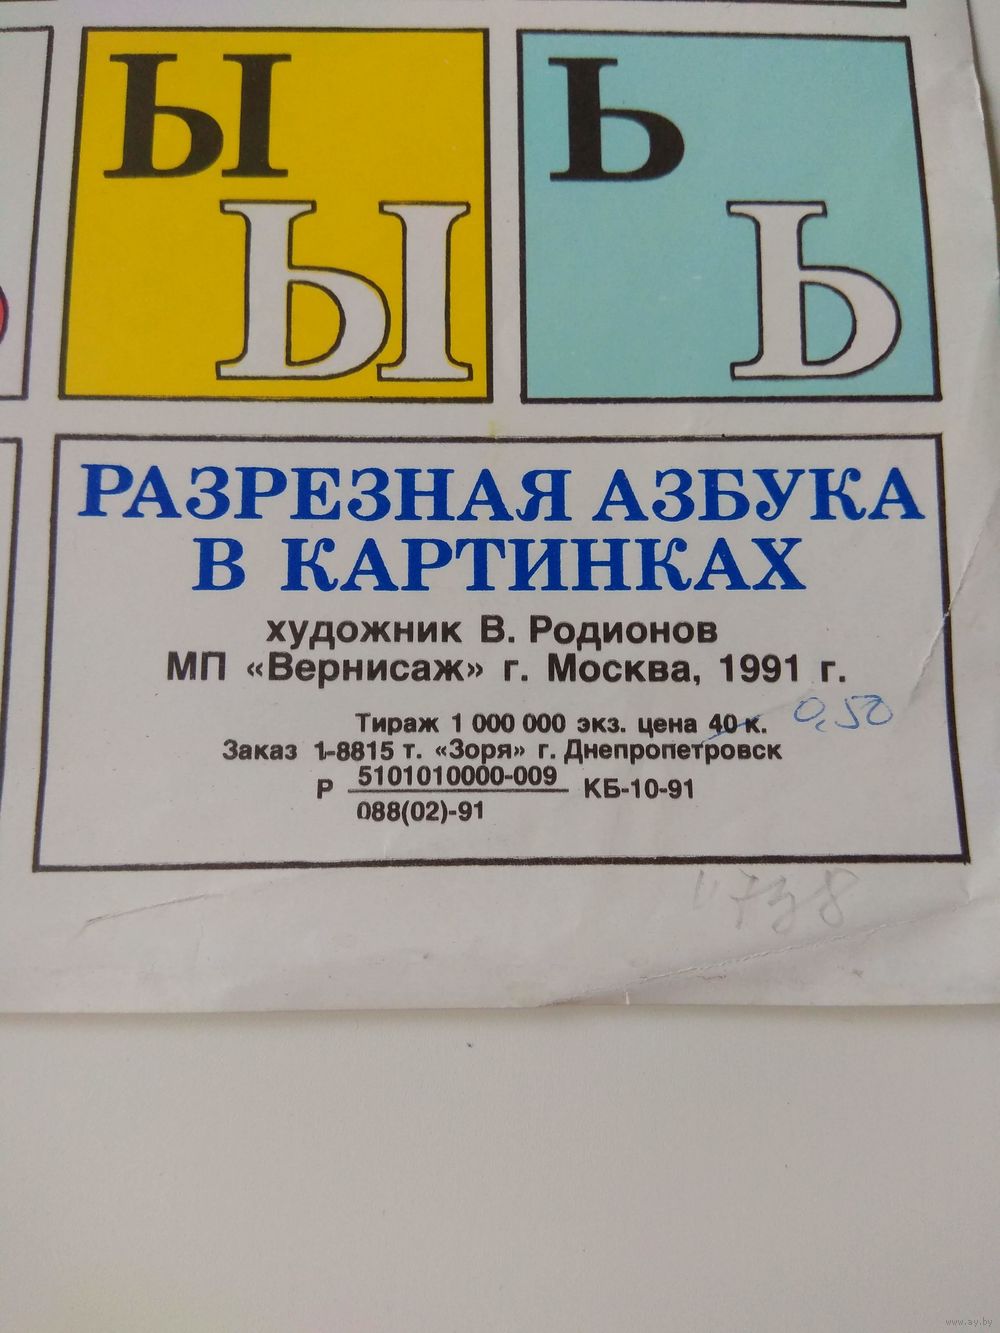 Ы Ь
Ы Ь
РАЗРЕЗНАЯ АЗБУКА
В КАРТИНКАХ
художник В. Родионов
МП «Вернисаж» г. Москва, 1991 г.
Тираж 1 000 000 экз. цена 40 к. 0,50
Заказ 1-8815 т. «Зоря» г. Днепропетровск
Р 5101010000-009 КБ-10-91
088(02)-91
www.ay.by